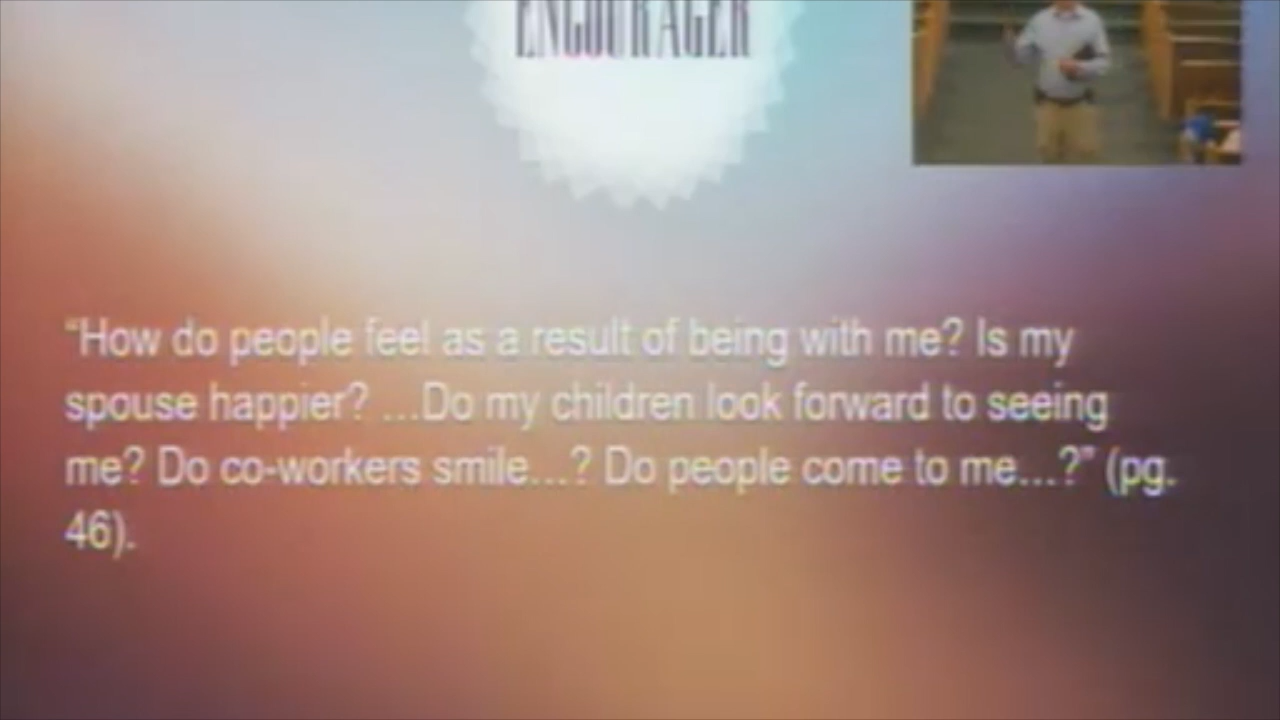 ENCOURAGER
“How do people feel as a result of being with me? Is my
spouse happier? ...Do my children look forward to seeing
me? Do co-workers smile...? Do people come to me...?” (pg.
46).